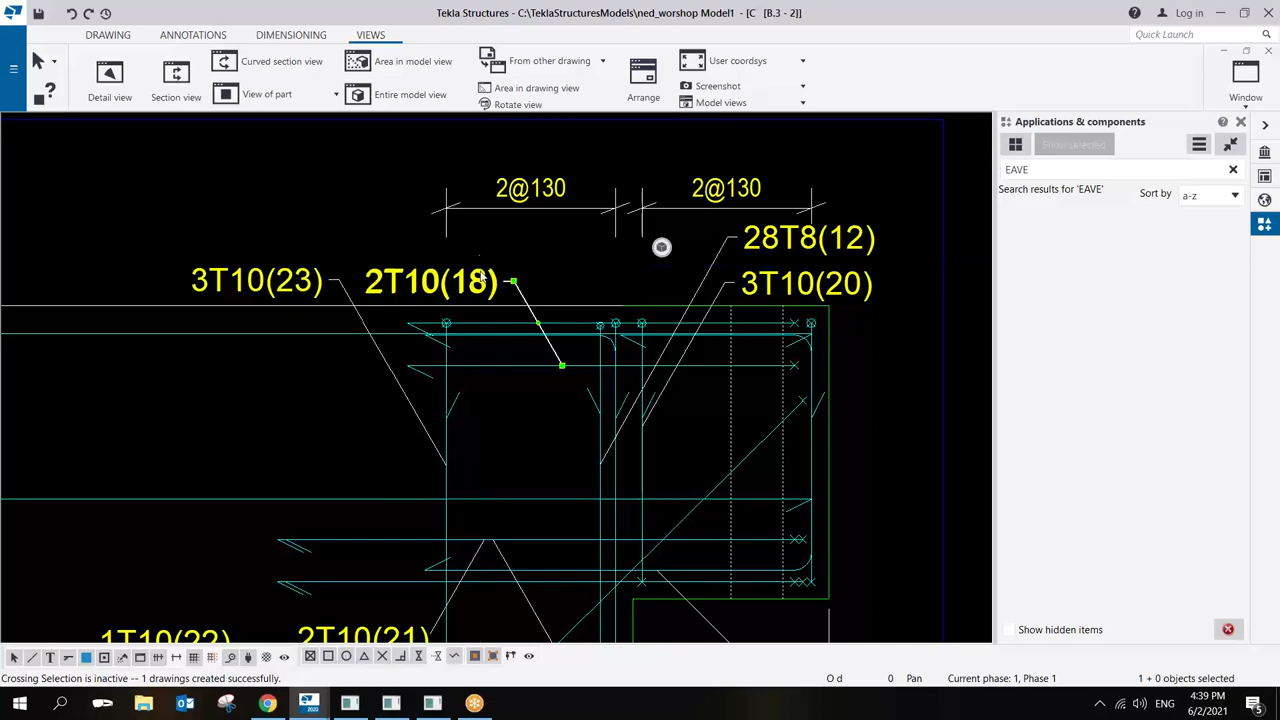 Tekla Structures - C:\TeklaStructuresModels\ned_worshop Model1 - [C   [B.3 - 2]]
Log in
DRAWING
ANNOTATIONS
DIMENSIONING
VIEWS
Quick Launch
Detail view
Section view
Curved section view
View of part
Area in model view
Entire model view
From other drawing
Area in drawing view
Rotate view
Arrange
User coordsys
Screenshot
Model views
Window
Applications & components
Enter selected
EAVE
Search results for 'EAVE'
Sort by
a-z
Show hidden items
2@130
2@130
28T8(12)
3T10(23)
2T10(18)
3T10(20)
1T10(22)
2T10(21)
Crossing Selection is inactive -- 1 drawings created successfully.
O d
0
Pan
Current phase: 1, Phase 1
1 + 0 objects selected
2020
ENG
4:39 PM
6/2/2021
5